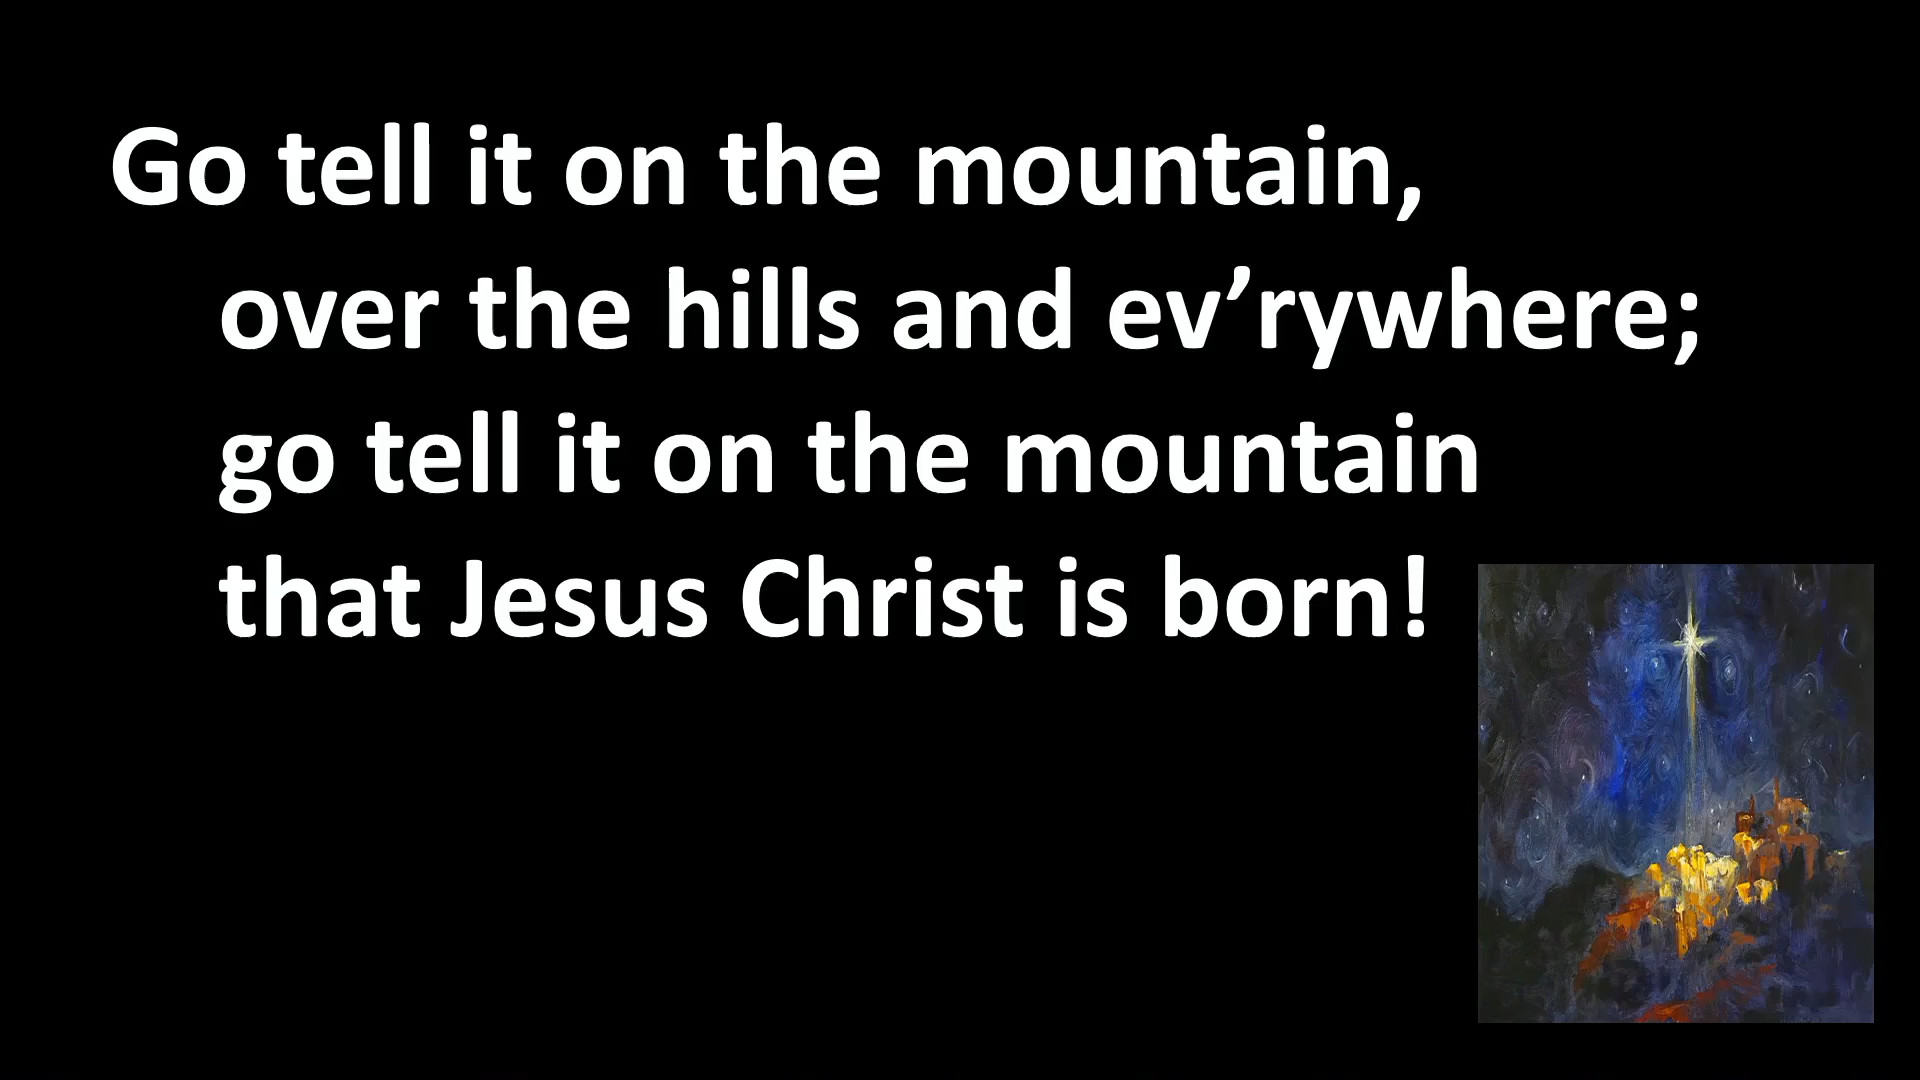 Go tell it on the mountain,
over the hills and ev’rywhere;
go tell it on the mountain
that Jesus Christ is born!